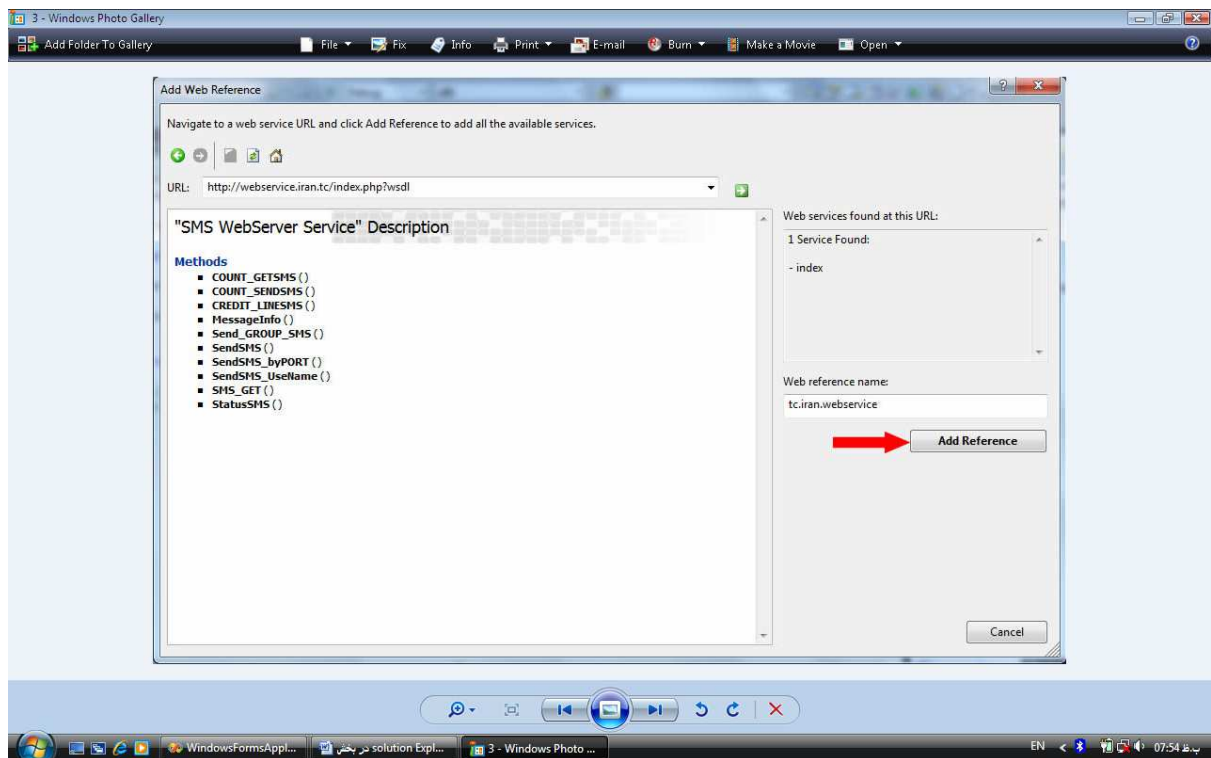 3 - Windows Photo Gallery
Add Folder To Gallery File Fix Info Print E-mail Burn Make a Movie Open
Add Web Reference
Navigate to a web service URL and click Add Reference to add all the available services.
URL: http://webservice.iran.tc/index.php?wsdl
"SMS WebServer Service" Description
Methods
COUNT_GETSMS ()
COUNT_SENDSMS ()
CREDIT_LINESMS ()
MessageInfo ()
Send_GROUP_SMS ()
SendSMS ()
SendSMS_byPORT ()
SendSMS_UseName ()
SMS_GET ()
StatusSMS ()
Web services found at this URL:
1 Service Found:
- index
Web reference name:
tc.iran.webservice
Add Reference
Cancel
WindowsFormsAppl... در بخش solution Expl... 3 - Windows Photo ... EN 07:54 ب.ظ